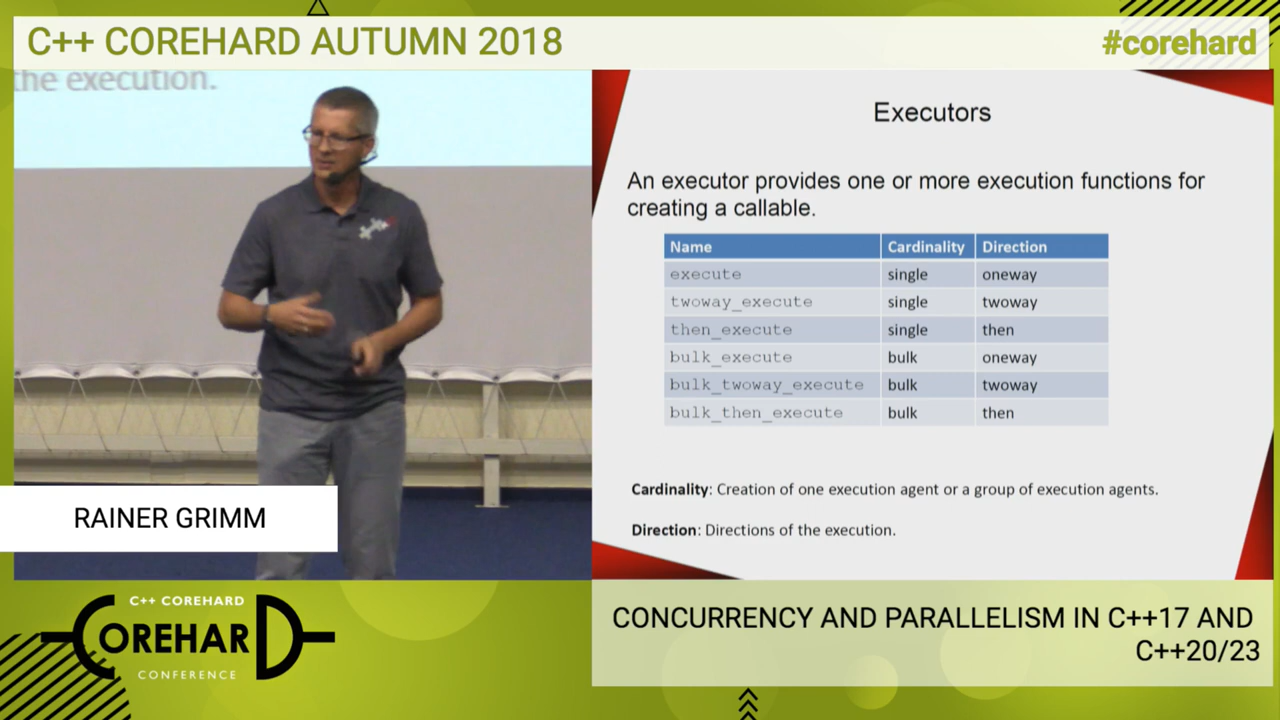 C++ COREHARD AUTUMN 2018
#corehard
the execution.
Executors
An executor provides one or more execution functions for
creating a callable.
Name Cardinality Direction
execute single oneway
twoway_execute single twoway
then_execute single then
bulk_execute bulk oneway
bulk_twoway_execute bulk twoway
bulk_then_execute bulk then
Cardinality: Creation of one execution agent or a group of execution agents.
Direction: Directions of the execution.
RAINER GRIMM
C++ COREHARD
COREHARD
CONFERENCE
CONCURRENCY AND PARALLELISM IN C++17 AND
C++20/23